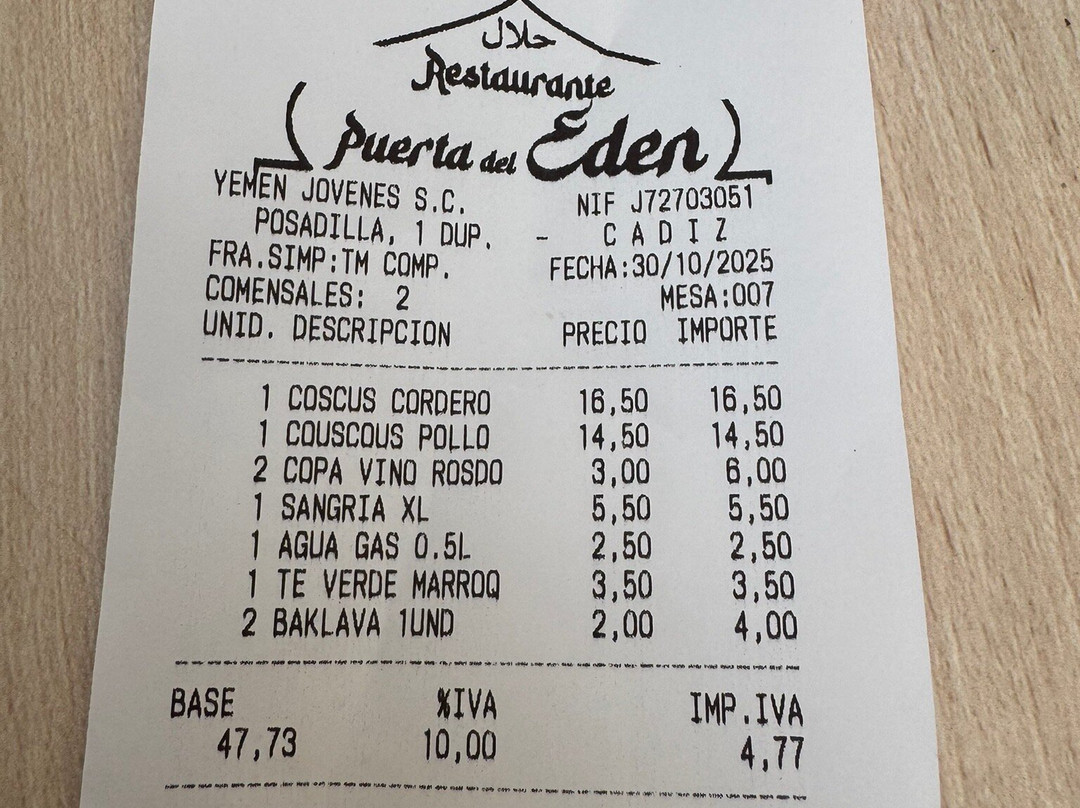 حلال
Restaurante
Puerta del Eden
YEMEN JOVENES S.C. NIF J72703051
POSADILLA, 1 DUP. - C A D I Z
FRA.SIMP:TM COMP. FECHA:30/10/2025
COMENSALES: 2 MESA:007
UNID. DESCRIPCION PRECIO IMPORTE
1 COSCUS CORDERO 16,50 16,50
1 COUSCOUS POLLO 14,50 14,50
2 COPA VINO ROSDO 3,00 6,00
1 SANGRIA XL 5,50 5,50
1 AGUA GAS 0.5L 2,50 2,50
1 TE VERDE MARROQ 3,50 3,50
2 BAKLAVA 1UND 2,00 4,00
BASE %IVA IMP.IVA
47,73 10,00 4,77